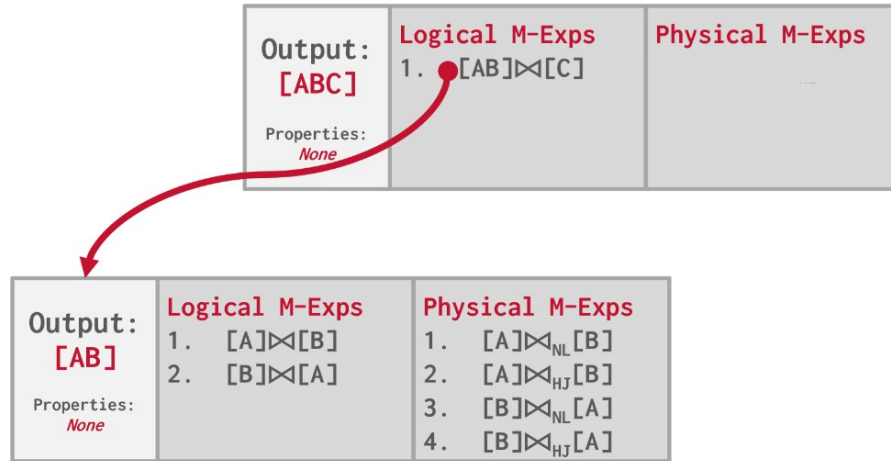 Output:
[ABC]
Properties:
None
Logical M-Exps
1. [AB]⋈[C]
Physical M-Exps
Output:
[AB]
Properties:
None
Logical M-Exps
1. [A]⋈[B]
2. [B]⋈[A]
Physical M-Exps
1. [A]⋈NL[B]
2. [A]⋈HJ[B]
3. [B]⋈NL[A]
4. [B]⋈HJ[A]